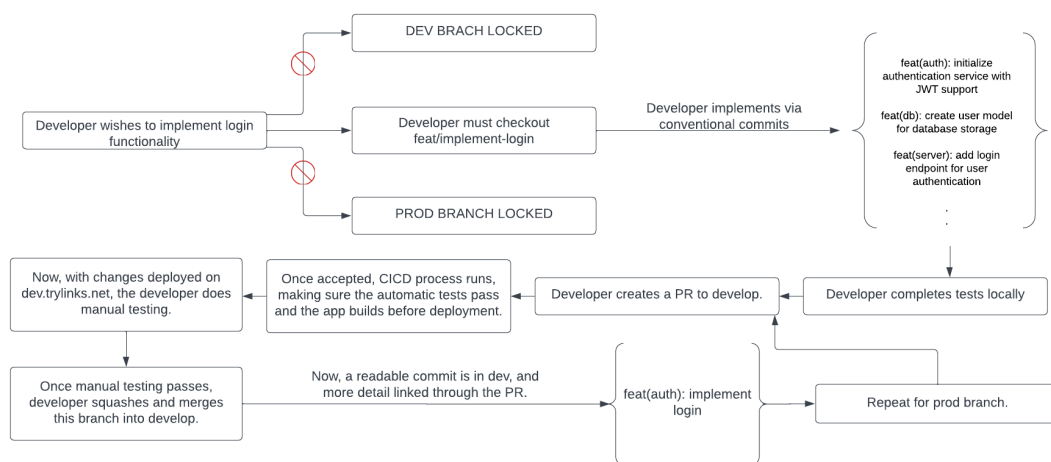 DEV BRACH LOCKED
Developer wishes to implement login
functionality
Developer must checkout
feat/implement-login
PROD BRANCH LOCKED
Developer implements via
conventional commits
feat(auth): initialize
authentication service with
JWT support
feat(db): create user model
for database storage
feat(server): add login
endpoint for user
authentication
.
.
Developer completes tests locally
Developer creates a PR to develop.
Once accepted, CICD process runs,
making sure the automatic tests pass
and the app builds before deployment.
Now, with changes deployed on
dev.trylinks.net, the developer does
manual testing.
Once manual testing passes,
developer squashes and merges
this branch into develop.
Now, a readable commit is in dev, and
more detail linked through the PR.
feat(auth): implement
login
Repeat for prod branch.